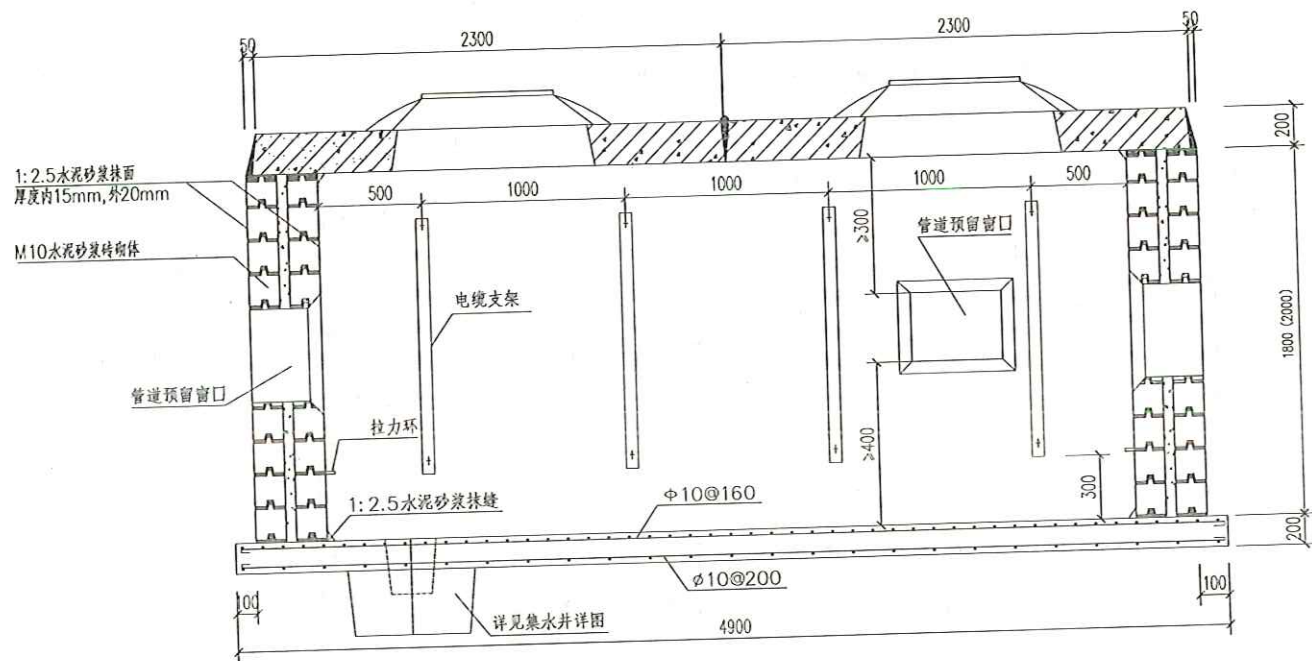 50
2300
2300
50
200
1:2.5水泥砂浆抹面
厚度内15mm,外20mm
500
1000
1000
1000
500
≥300
管道预留窗口
M10水泥砂浆砖砌体
电缆支架
1800 (2000)
管道预留窗口
拉力环
≥400
300
1:2.5水泥砂浆抹缝
Φ10@160
200
ϕ10@200
100
详见集水井详图
100
4900